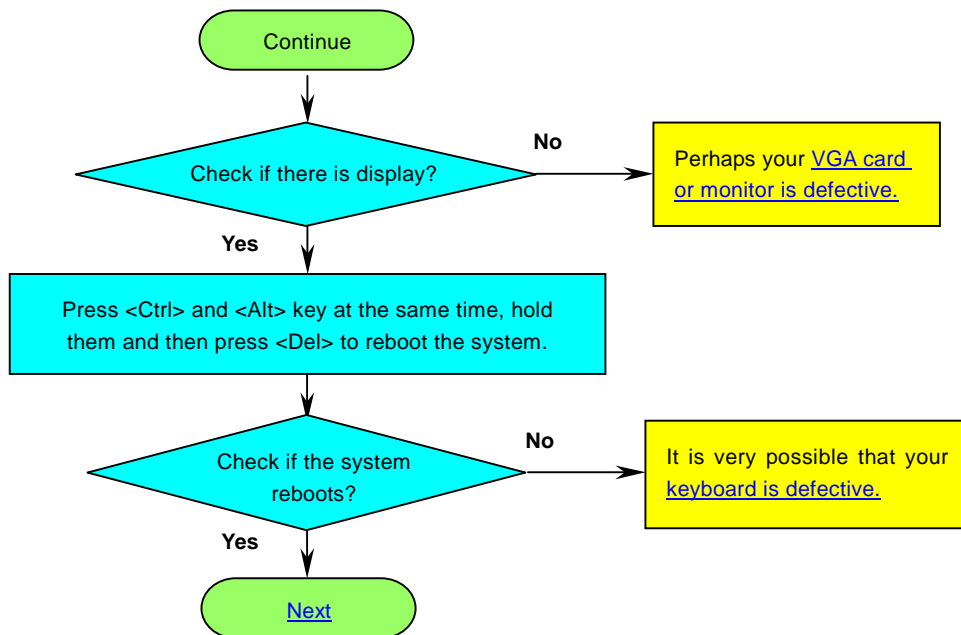 Continue
Check if there is display?
No
Perhaps your VGA card
or monitor is defective.
Yes
Press <Ctrl> and <Alt> key at the same time, hold
them and then press <Del> to reboot the system.
Check if the system
reboots?
No
It is very possible that your
keyboard is defective.
Yes
Next